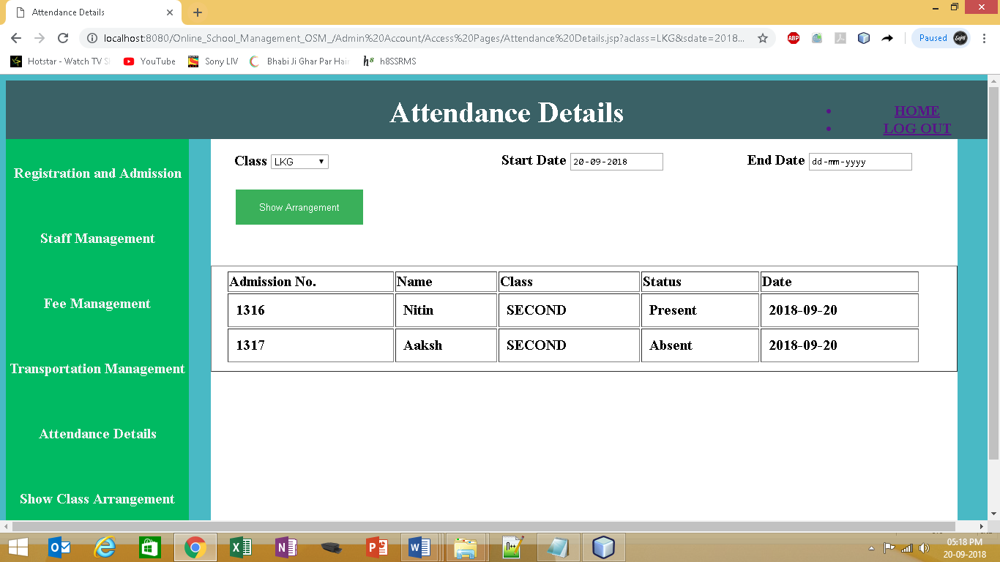 Attendance Details
localhost:8080/Online_School_Management_OSM_/Admin%20Account/Access%20Pages/Attendance%20Details.jsp?aclass=LKG&sdate=2018...
ABP
Paused
Hotstar - Watch TV
YouTube
Sony LIV
Bhabi Ji Ghar Par Hain
h8 h8SSRMS
Attendance Details
HOME
LOG OUT
Registration and Admission
Staff Management
Fee Management
Transportation Management
Attendance Details
Show Class Arrangement
Class LKG Start Date 20-09-2018 End Date dd-mm-yyyy
Show Arrangement
Admission No. Name Class Status Date
1316 Nitin SECOND Present 2018-09-20
1317 Aaksh SECOND Absent 2018-09-20
05:18 PM
20-09-2018